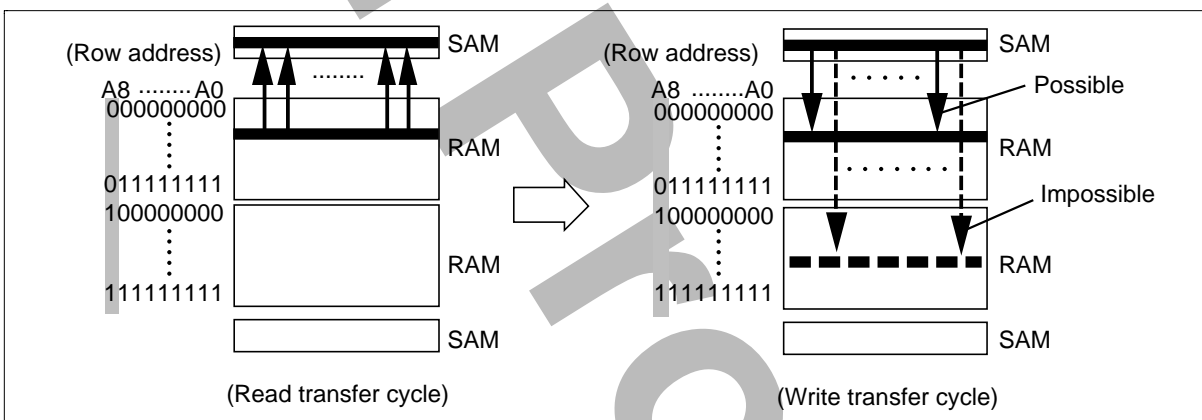 (Row address)
SAM
........
A8 ........A0
000000000
RAM
011111111
100000000
RAM
111111111
SAM
(Read transfer cycle)
(Row address)
SAM
. . . . .
Possible
A8 ........A0
000000000
RAM
. . . . . . .
011111111
Impossible
100000000
RAM
111111111
SAM
(Write transfer cycle)
Pro